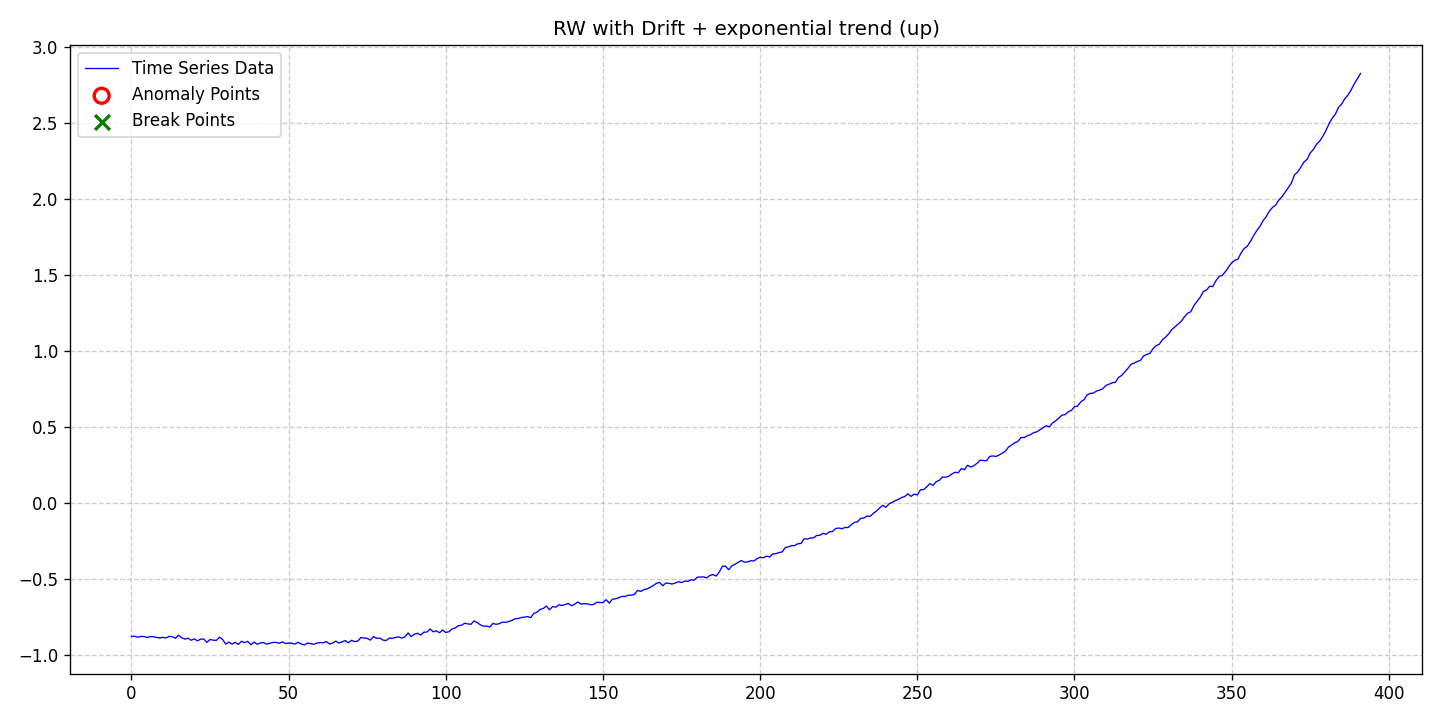 RW with Drift + exponential trend (up)
Time Series Data
Anomaly Points
Break Points
3.0
2.5
2.0
1.5
1.0
0.5
0.0
−0.5
−1.0
0 50 100 150 200 250 300 350 400